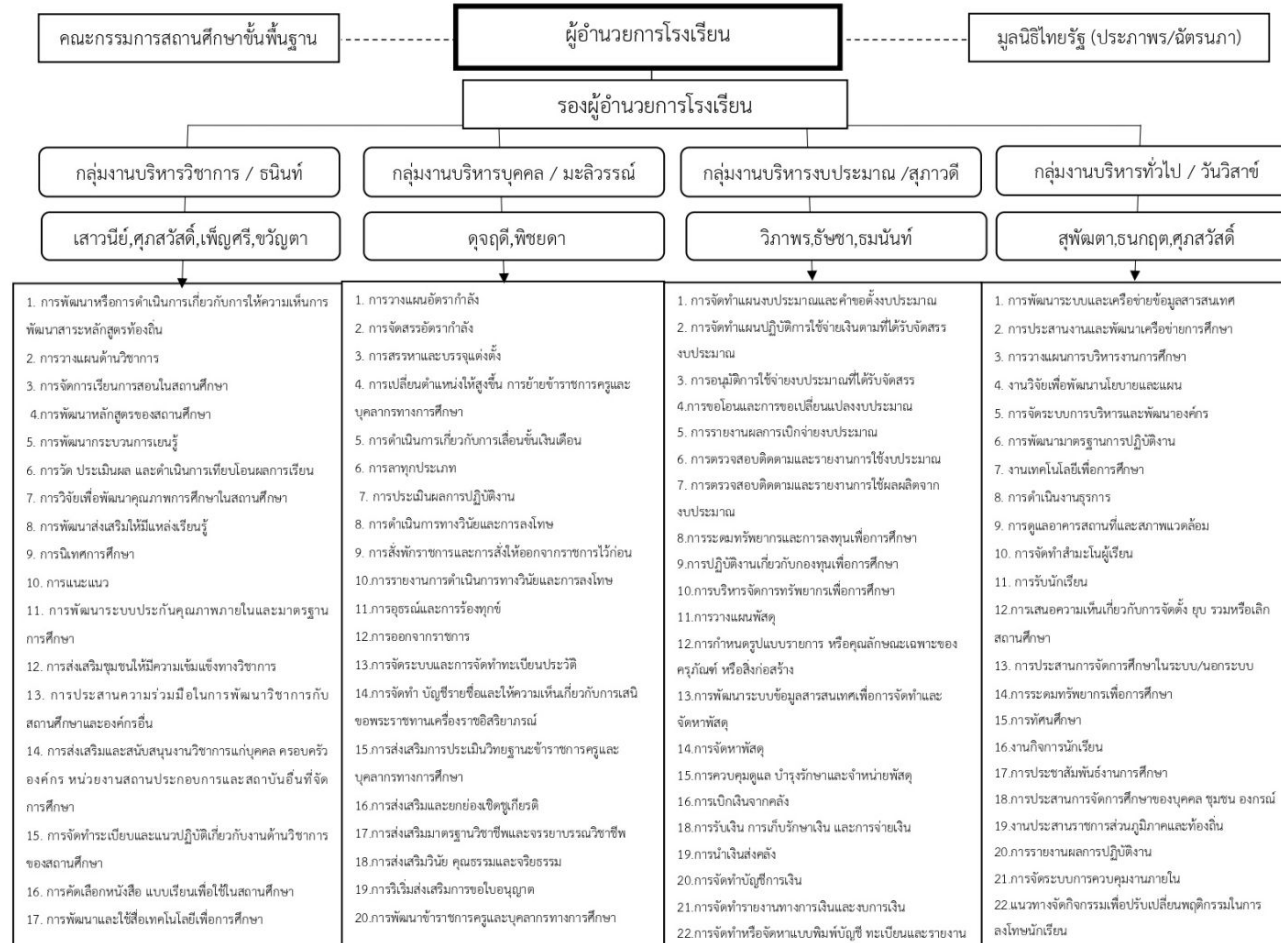 คณะกรรมการสถานศึกษาขั้นพื้นฐาน
ผู้อำนวยการโรงเรียน
มูลนิธิไทยรัฐ (ประภาพร/ฉัตรนภา)
รองผู้อำนวยการโรงเรียน
กลุ่มงานบริหารวิชาการ / ธนินท์
กลุ่มงานบริหารบุคคล / มะลิวรรณ์
กลุ่มงานบริหารงบประมาณ /สุภาวดี
กลุ่มงานบริหารทั่วไป / วันวิสาข์
เสาวนีย์,ศุภสวัสดิ์,เพ็ญศรี,ขวัญตา
ดุจฤดี,พิชยดา
วิภาพร,ธัษชา,ธมนันท์
สุพัฒตา,ธนกฤต,ศุภสวัสดิ์
1. การพัฒนาหรือการดำเนินการเกี่ยวกับการให้ความเห็นการ
พัฒนาสาระหลักสูตรท้องถิ่น
2. การวางแผนด้านวิชาการ
3. การจัดการเรียนการสอนในสถานศึกษา
4.การพัฒนาหลักสูตรของสถานศึกษา
5. การพัฒนากระบวนการเยนรู้
6. การวัด ประเมินผล และดำเนินการเทียบโอนผลการเรียน
7. การวิจัยเพื่อพัฒนาคุณภาพการศึกษาในสถานศึกษา
8. การพัฒนาส่งเสริมให้มีแหล่งเรียนรู้
9. การนิเทศการศึกษา
10. การแนะแนว
11. การพัฒนาระบบประกันคุณภาพภายในและมาตรฐาน
การศึกษา
12. การส่งเสริมชุมชนให้มีความเข้มแข็งทางวิชาการ
13. การประสานความร่วมมือในการพัฒนาวิชาการกับ
สถานศึกษาและองค์กรอื่น
14. การส่งเสริมและสนับสนุนงานวิชาการแก่บุคคล ครอบครัว
องค์กร หน่วยงานสถานประกอบการและสถาบันอื่นที่จัด
การศึกษา
15. การจัดทำระเบียบและแนวปฏิบัติเกี่ยวกับงานด้านวิชาการ
ของสถานศึกษา
16. การคัดเลือกหนังสือ แบบเรียนเพื่อใช้ในสถานศึกษา
17. การพัฒนาและใช้สื่อเทคโนโลยีเพื่อการศึกษา
1. การวางแผนอัตรากำลัง
2. การจัดสรรอัตรากำลัง
3. การสรรหาและบรรจุแต่งตั้ง
4. การเปลี่ยนตำแหน่งให้สูงขึ้น การย้ายข้าราชการครูและ
บุคลากรทางการศึกษา
5. การดำเนินการเกี่ยวกับการเลื่อนขั้นเงินเดือน
6. การลาทุกประเภท
7. การประเมินผลการปฏิบัติงาน
8. การดำเนินการทางวินัยและการลงโทษ
9. การสั่งพักราชการและการสั่งให้ออกจากราชการไว้ก่อน
10.การรายงานการดำเนินการทางวินัยและการลงโทษ
11.การอุธรณ์และการร้องทุกข์
12.การออกจากราชการ
13.การจัดระบบและการจัดทำทะเบียนประวัติ
14.การจัดทำ บัญชีรายชื่อและให้ความเห็นเกี่ยวกับการเสนิ
ขอพระราชทานเครื่องราชอิสริยาภรณ์
15.การส่งเสริมการประเมินวิทยฐานะข้าราชการครูและ
บุคลากรทางการศึกษา
16.การส่งเสริมและยกย่องเชิดชูเกียรติ
17.การส่งเสริมมาตรฐานวิชาชีพและจรรยาบรรณวิชาชีพ
18.การส่งเสริมวินัย คุณธรรมและจริยธรรม
19.การริเริ่มส่งเสริมการขอใบอนุญาต
20.การพัฒนาข้าราชการครูและบุคลากรทางการศึกษา
1. การจัดทำแผนงบประมาณและคำขอตั้งงบประมาณ
2. การจัดทำแผนปฏิบัติการใช้จ่ายเงินตามที่ได้รับจัดสรร
งบประมาณ
3. การอนุมัติการใช้จ่ายงบประมาณที่ได้รับจัดสรร
4.การขอโอนและการขอเปลี่ยนแปลงงบประมาณ
5. การรายงานผลการเบิกจ่ายงบประมาณ
6. การตรวจสอบติดตามและรายงานการใช้งบประมาณ
7. การตรวจสอบติดตามและรายงานการใช้ผลผลิตจาก
งบประมาณ
8.การระดมทรัพยากรและการลงทุนเพื่อการศึกษา
9.การปฏิบัติงานเกี่ยวกับกองทุนเพื่อการศึกษา
10.การบริหารจัดการทรัพยากรเพื่อการศึกษา
11.การวางแผนพัสดุ
12.การกำหนดรูปแบบรายการ หรือคุณลักษณะเฉพาะของ
ครุภัณฑ์ หรือสิ่งก่อสร้าง
13.การพัฒนาระบบข้อมูลสารสนเทศเพื่อการจัดทำและ
จัดหาพัสดุ
14.การจัดหาพัสดุ
15.การควบคุมดูแล บำรุงรักษาและจำหน่ายพัสดุ
16.การเบิกเงินจากคลัง
18.การรับเงิน การเก็บรักษาเงิน และการจ่ายเงิน
19.การนำเงินส่งคลัง
20.การจัดทำบัญชีการเงิน
21.การจัดทำรายงานทางการเงินและงบการเงิน
22.การจัดทำหรือจัดหาแบบพิมพ์บัญชี ทะเบียนและรายงาน
1. การพัฒนาระบบและเครือข่ายข้อมูลสารสนเทศ
2. การประสานงานและพัฒนาเครือข่ายการศึกษา
3. การวางแผนการบริหารงานการศึกษา
4. งานวิจัยเพื่อพัฒนานโยบายและแผน
5. การจัดระบบการบริหารและพัฒนาองค์กร
6. การพัฒนามาตรฐานการปฏิบัติงาน
7. งานเทคโนโลยีเพื่อการศึกษา
8. การดำเนินงานธุรการ
9. การดูแลอาคารสถานที่และสภาพแวดล้อม
10. การจัดทำสำมะโนผู้เรียน
11. การรับนักเรียน
12.การเสนอความเห็นเกี่ยวกับการจัดตั้ง ยุบ รวมหรือเลิก
สถานศึกษา
13. การประสานการจัดการศึกษาในระบบ/นอกระบบ
14.การระดมทรัพยากรเพื่อการศึกษา
15.การทัศนศึกษา
16.งานกิจการนักเรียน
17.การประชาสัมพันธ์งานการศึกษา
18.การประสานการจัดการศึกษาของบุคคล ชุมชน องกรณ์
19.งานประสานราชการส่วนภูมิภาคและท้องถิ่น
20.การรายงานผลการปฏิบัติงาน
21.การจัดระบบการควบคุมงานภายใน
22.แนวทางจัดกิจกรรมเพื่อปรับเปลี่ยนพฤติกรรมในการ
ลงโทษนักเรียน